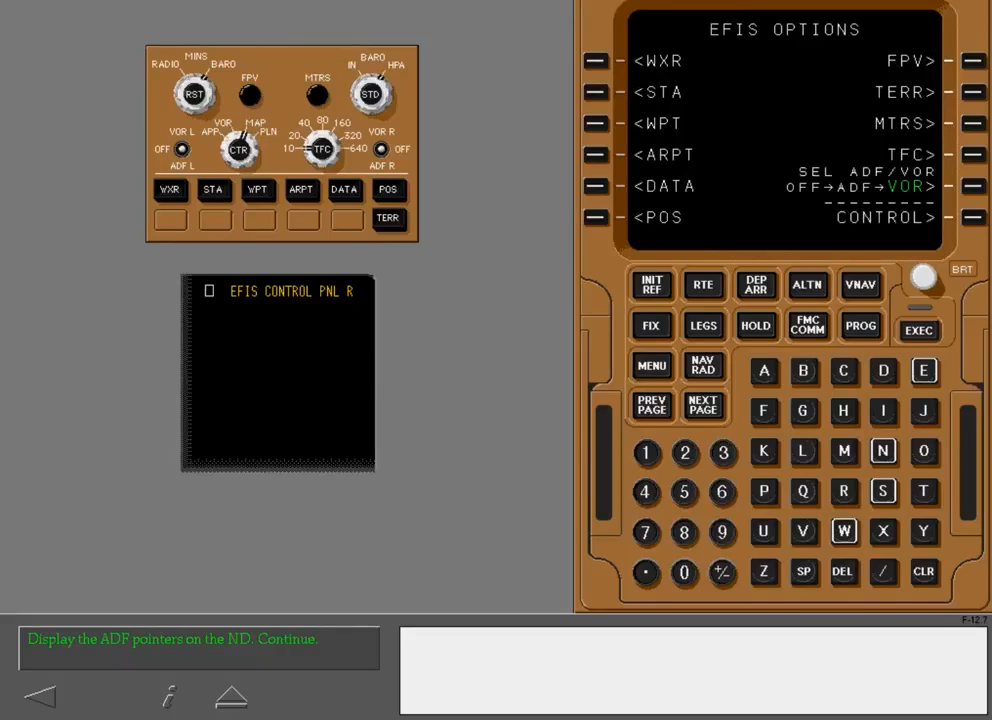 MINS
RADIO
BARO
RST
FPV
MTRS
BARO
IN
HPA
STD
VOR L
OFF
ADF L
APP
VOR
MAP
PLN
CTR
10
20
40
80
160
320
640
TFC
VOR R
OFF
ADF R
WXR STA WPT ARPT DATA POS
TERR
EFIS CONTROL PNL R
EFIS OPTIONS
<WXR FPV>
<STA TERR>
<WPT MTRS>
<ARPT TFC>
SEL ADF/VOR
<DATA OFF→ADF→VOR>
----------
<POS CONTROL>
BRT
INIT REF
RTE
DEP ARR
ALTN
VNAV
FIX
LEGS
HOLD
FMC COMM
PROG
EXEC
MENU
NAV RAD
PREV PAGE
NEXT PAGE
A B C D E
F G H I J
K L M N O
P Q R S T
U V W X Y
Z SP DEL / CLR
1 2 3
4 5 6
7 8 9
. 0 +/-
F-12.7
Display the ADF pointers on the ND. Continue.
i